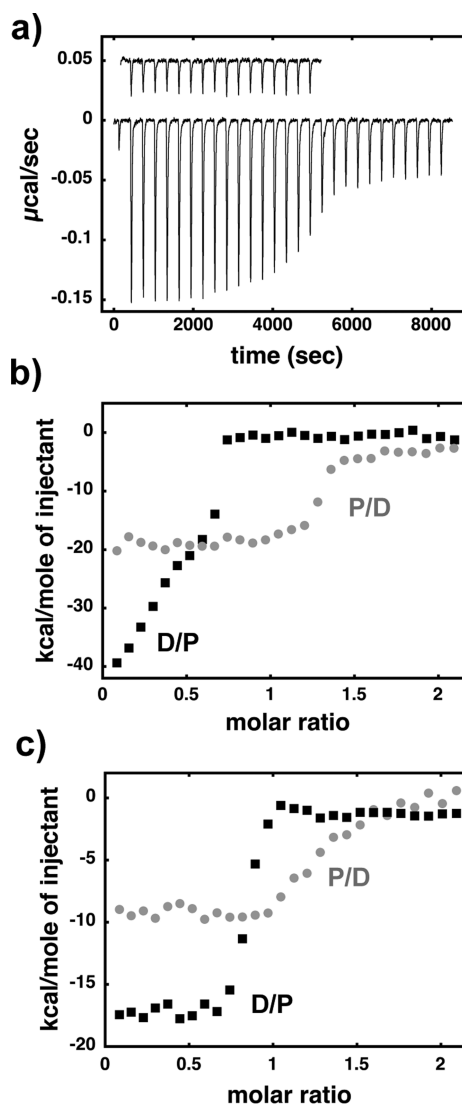 a)
0.05
0
-0.05
-0.1
-0.15
μcal/sec
0 2000 4000 6000 8000
time (sec)
b)
0
-10
-20
-30
-40
kcal/mole of injectant
P/D
D/P
0 0.5 1 1.5 2
molar ratio
c)
0
-5
-10
-15
-20
kcal/mole of injectant
P/D
D/P
0 0.5 1 1.5 2
molar ratio